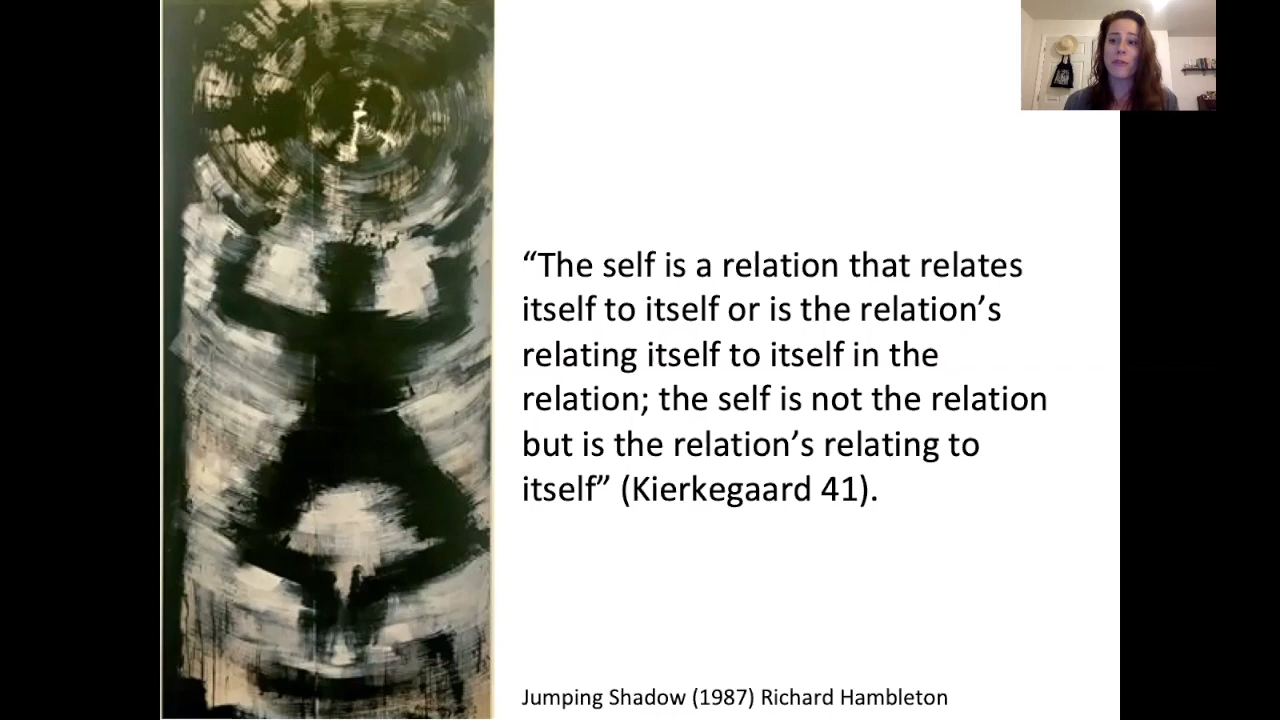 “The self is a relation that relates
itself to itself or is the relation’s
relating itself to itself in the
relation; the self is not the relation
but is the relation’s relating to
itself” (Kierkegaard 41).
Jumping Shadow (1987) Richard Hambleton